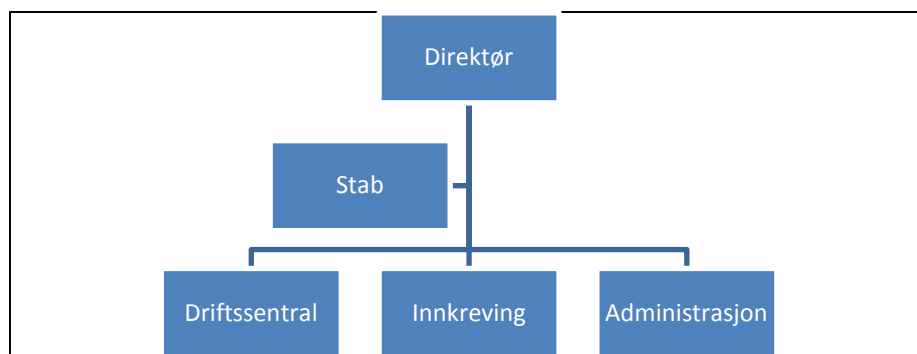 Direktør
Stab
Driftssentral
Innkreving
Administrasjon